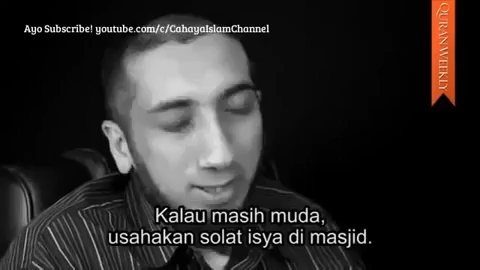 Ayo Subscribe! youtube.com/c/CahayaIslamChannel
QURAN WEEKLY
Kalau masih muda,
usahakan solat isya di masjid.